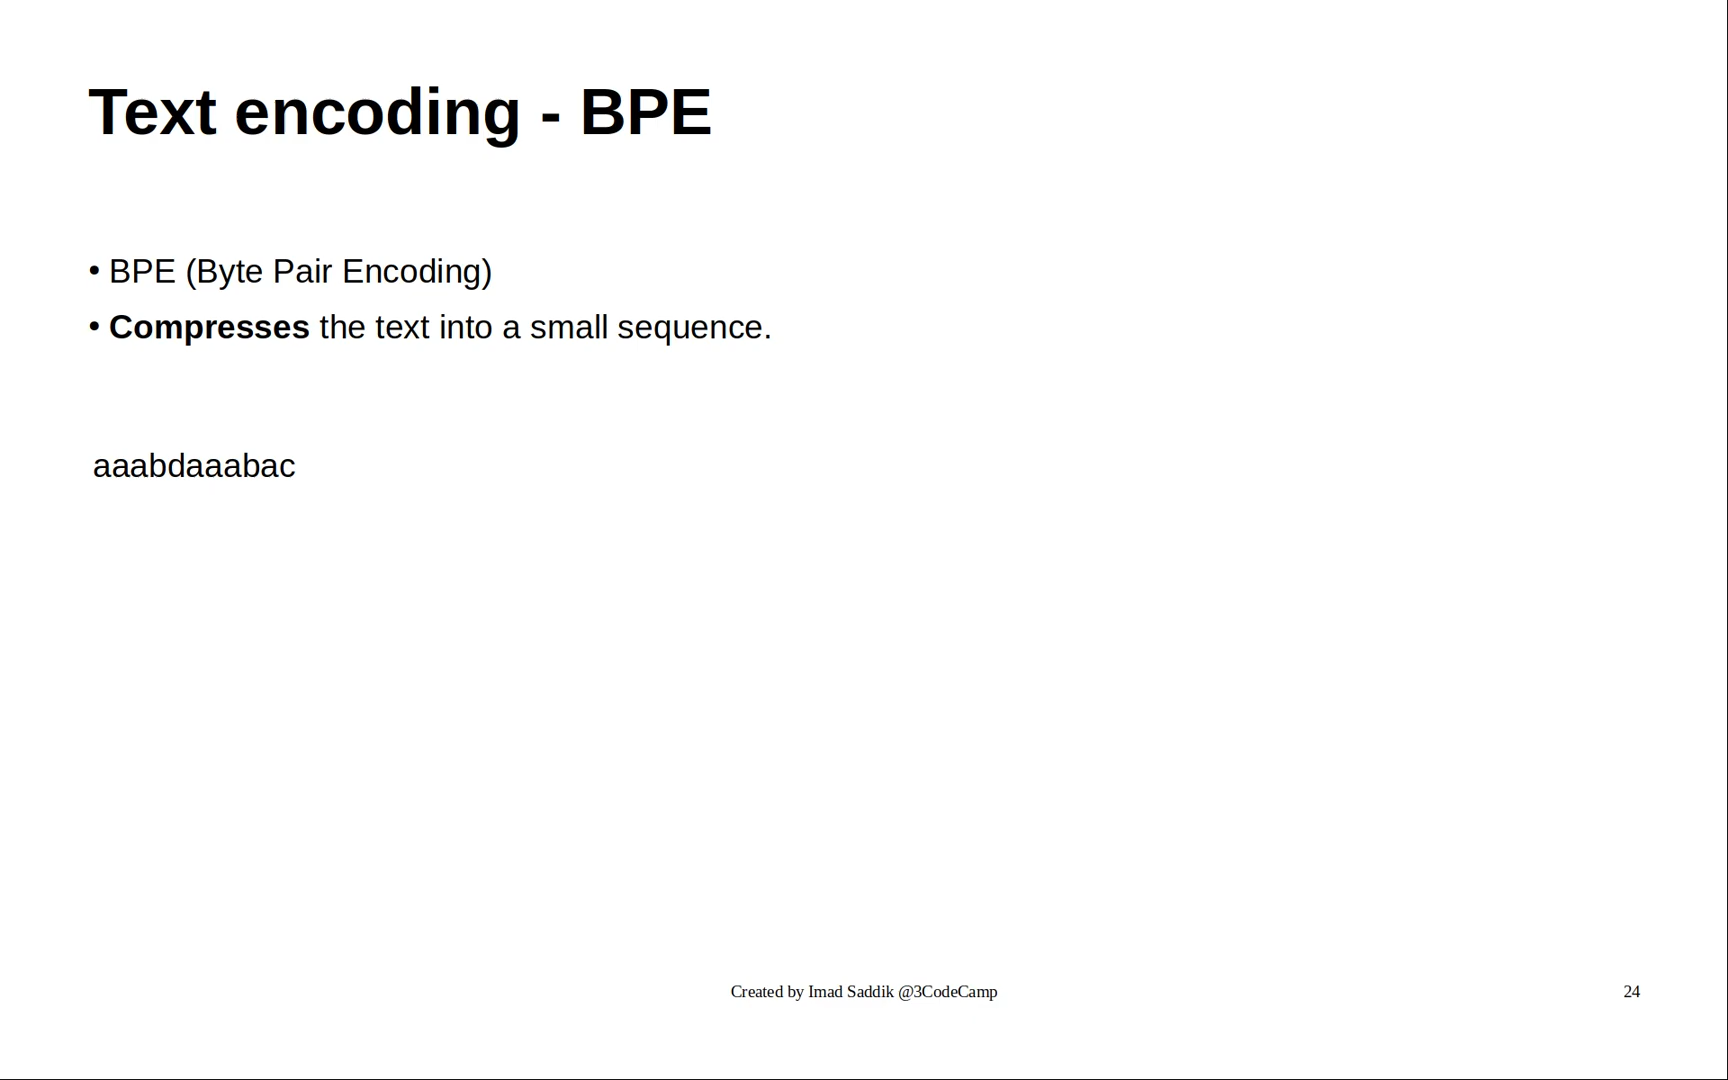 Text encoding - BPE
• BPE (Byte Pair Encoding)
• Compresses the text into a small sequence.
aaabdaaabac
Created by Imad Saddik @3CodeCamp
24